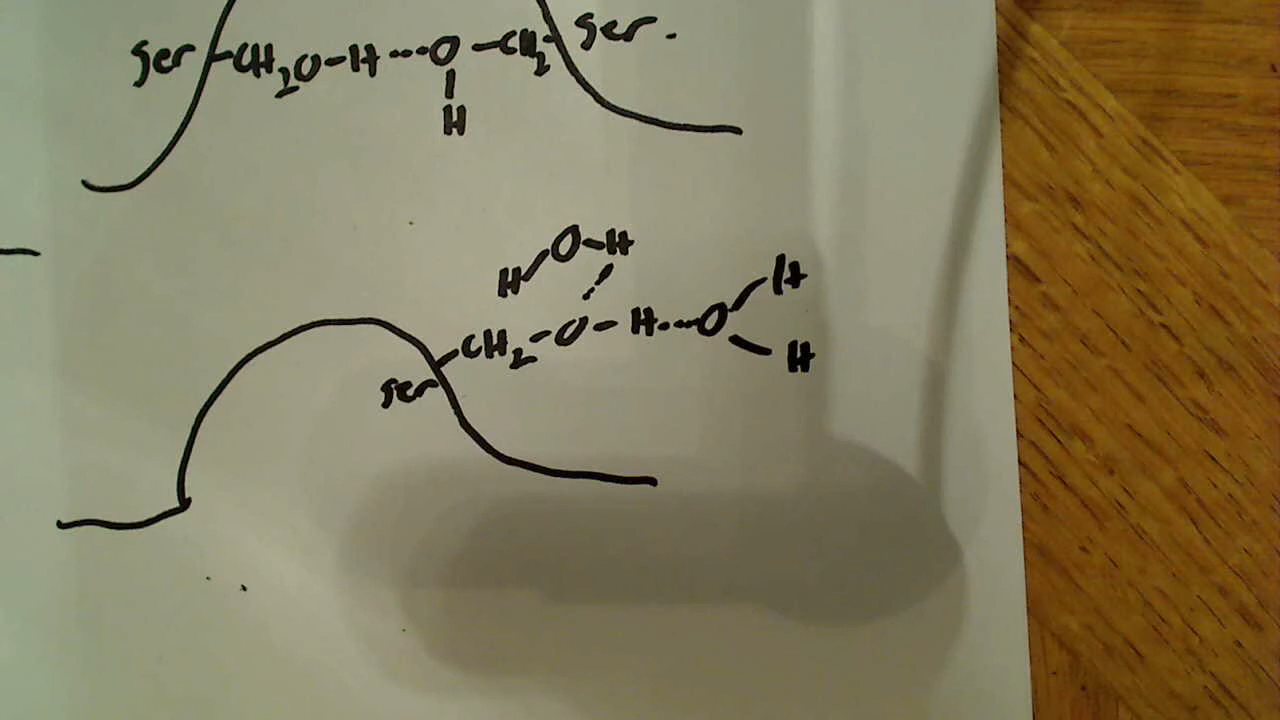 Ser CH2O-H····O-CH2 Ser.
H
H O-H
CH2-O-H····O H
H
Ser